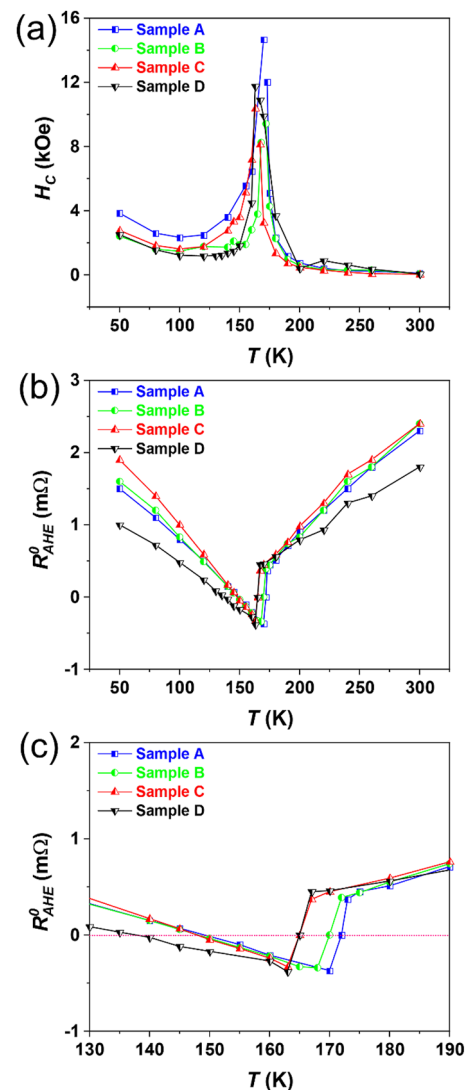 (a)
16
12
8
4
0
H_C (kOe)
Sample A
Sample B
Sample C
Sample D
50 100 150 200 250 300
T (K)
(b)
3
2
1
0
-1
R^0_AHE (mΩ)
Sample A
Sample B
Sample C
Sample D
50 100 150 200 250 300
T (K)
(c)
2
1
0
-1
R^0_AHE (mΩ)
Sample A
Sample B
Sample C
Sample D
130 140 150 160 170 180 190
T (K)